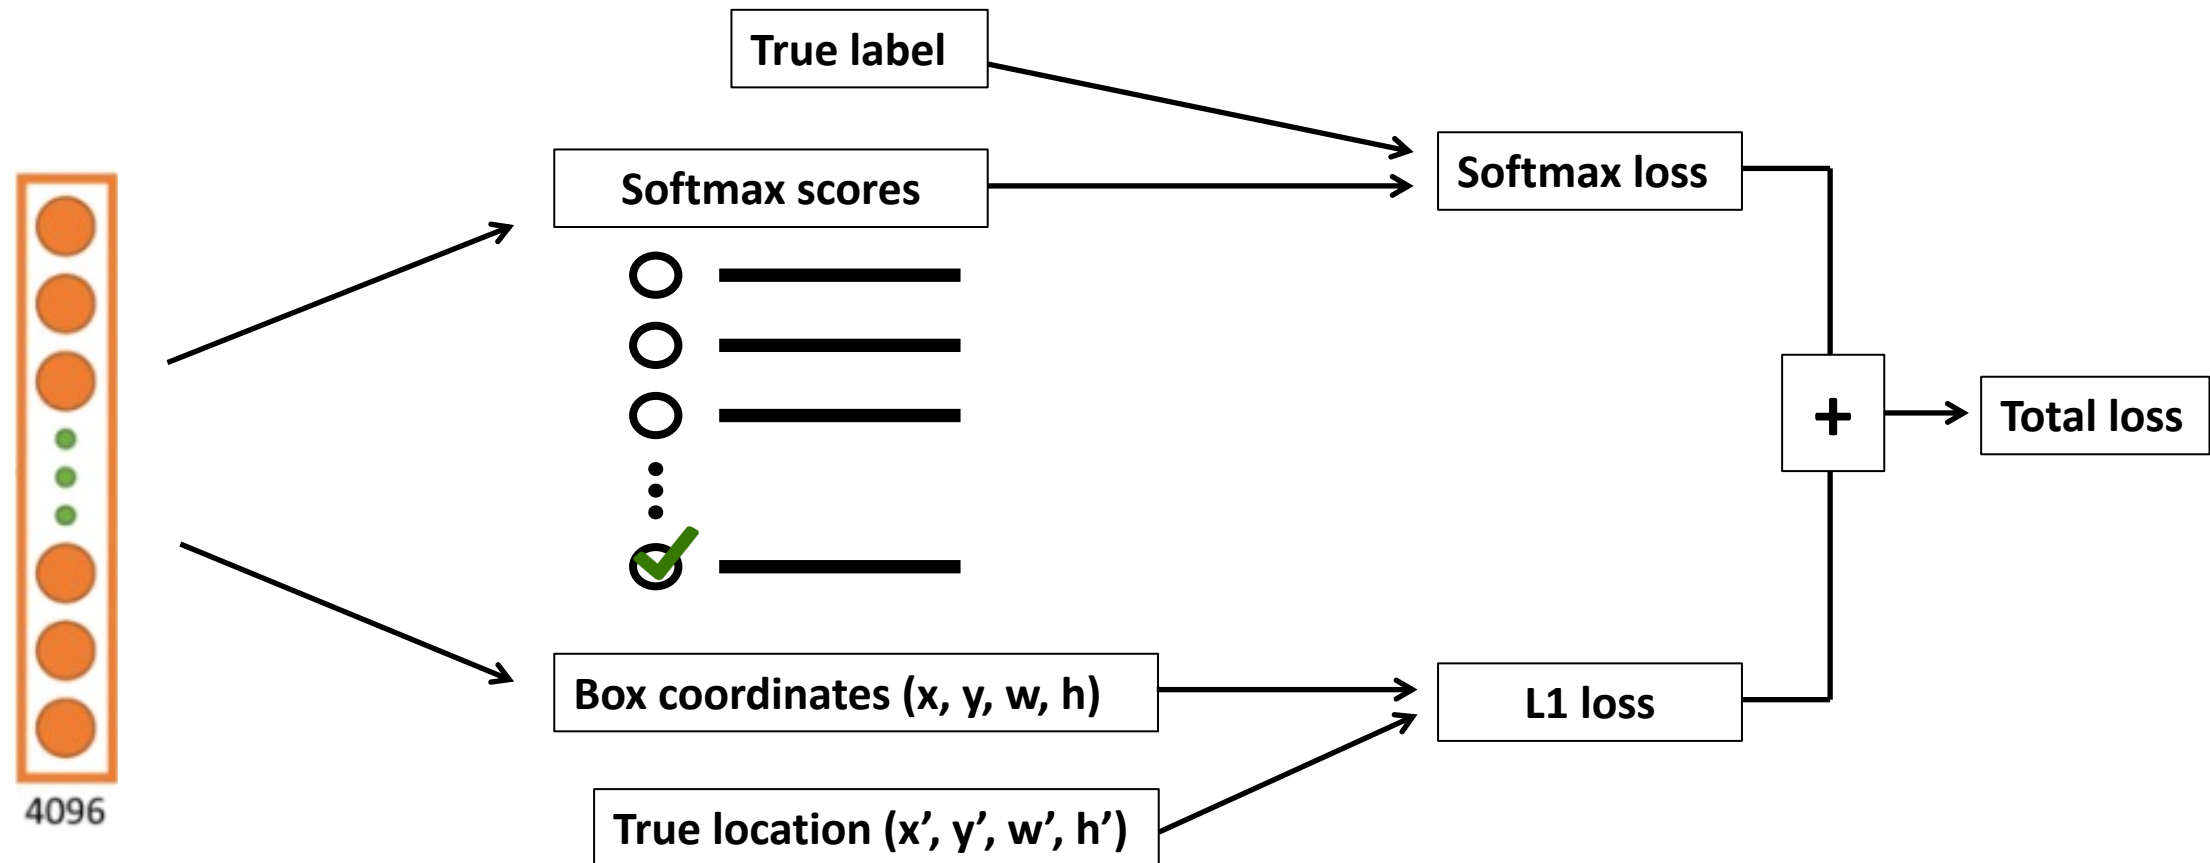 True label
Softmax scores
Softmax loss
+
Total loss
Box coordinates (x, y, w, h)
L1 loss
True location (x’, y’, w’, h’)
4096